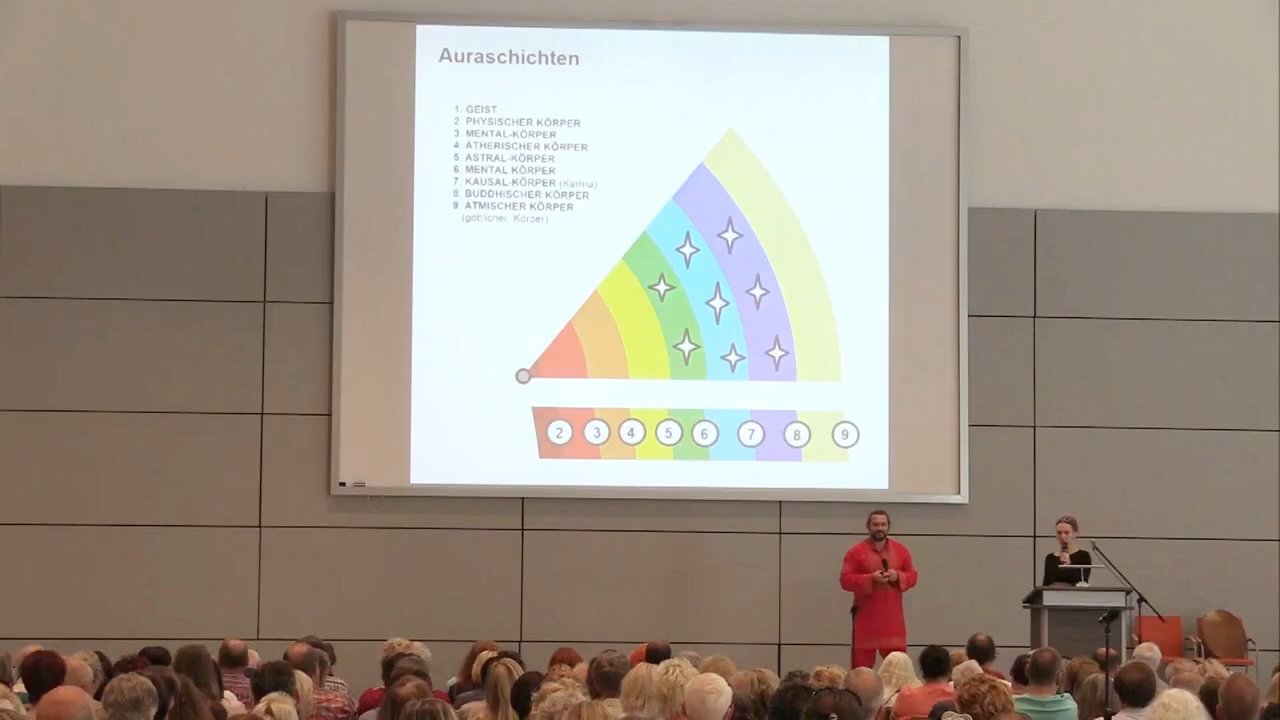 Auraschichten
1. GEIST
2. PHYSISCHER KÖRPER
3. MENTAL-KÖRPER
4. ÄTHERISCHER KÖRPER
5. ASTRAL-KÖRPER
6. MENTAL KÖRPER
7. KAUSAL-KÖRPER (Karma)
8. BUDDHISCHER KÖRPER
9. ATMISCHER KÖRPER
(göttlicher Körper)
2 3 4 5 6 7 8 9